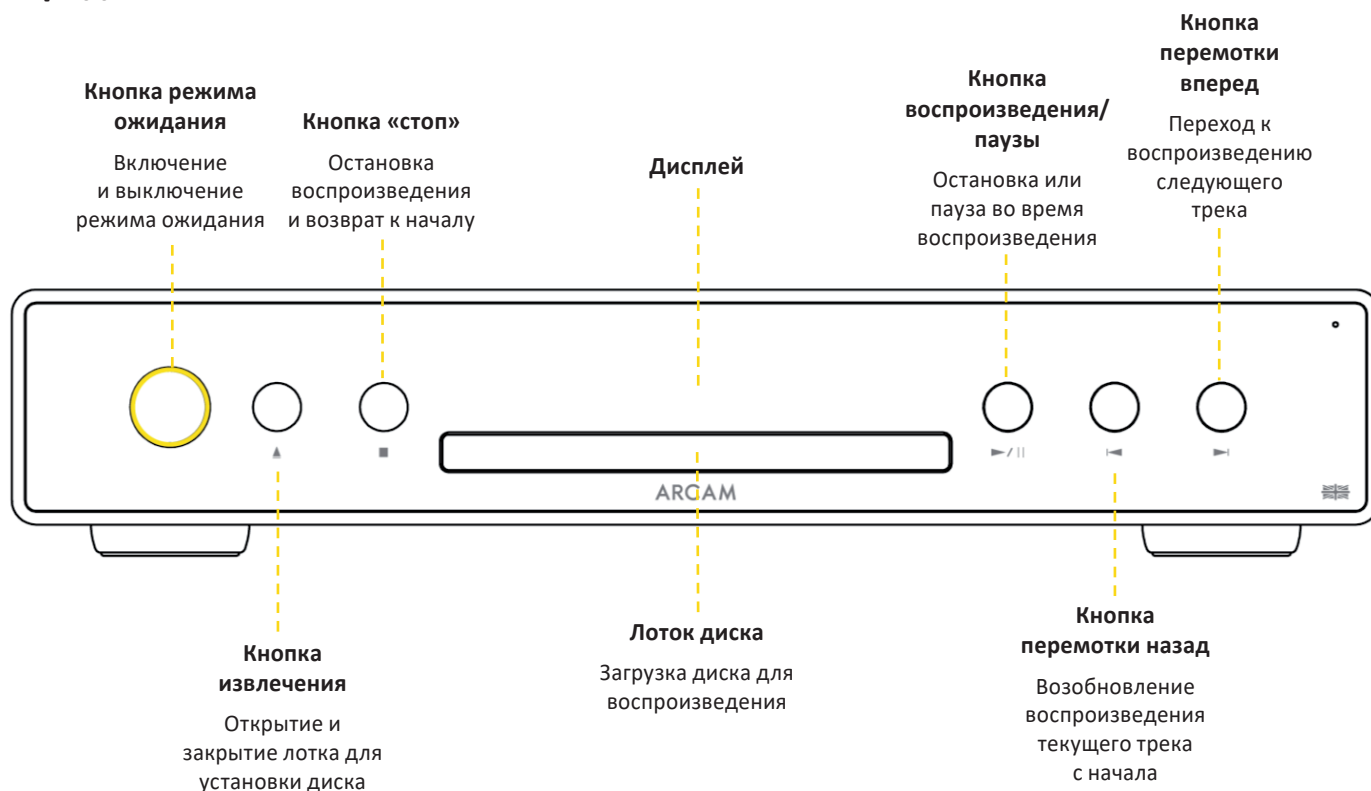 Кнопка режима
ожидания
Включение
и выключение
режима ожидания
Кнопка «стоп»
Остановка
воспроизведения
и возврат к началу
Дисплей
Кнопка
воспроизведения/
паузы
Остановка или
пауза во время
воспроизведения
Кнопка
перемотки
вперед
Переход к
воспроизведению
следующего
трека
ARCAM
Кнопка
извлечения
Открытие и
закрытие лотка для
установки диска
Лоток диска
Загрузка диска для
воспроизведения
Кнопка
перемотки назад
Возобновление
воспроизведения
текущего трека
с начала